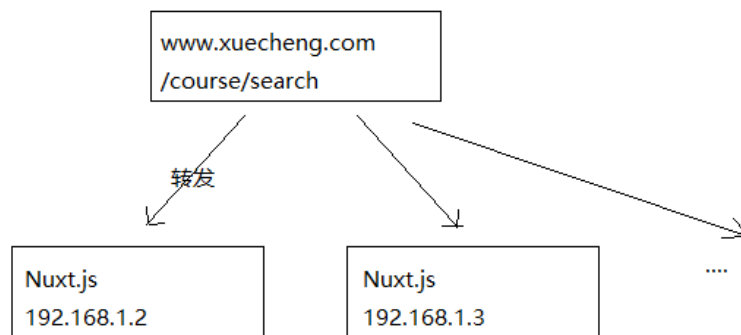 www.xuecheng.com
/course/search
转发
Nuxt.js
192.168.1.2
Nuxt.js
192.168.1.3
....